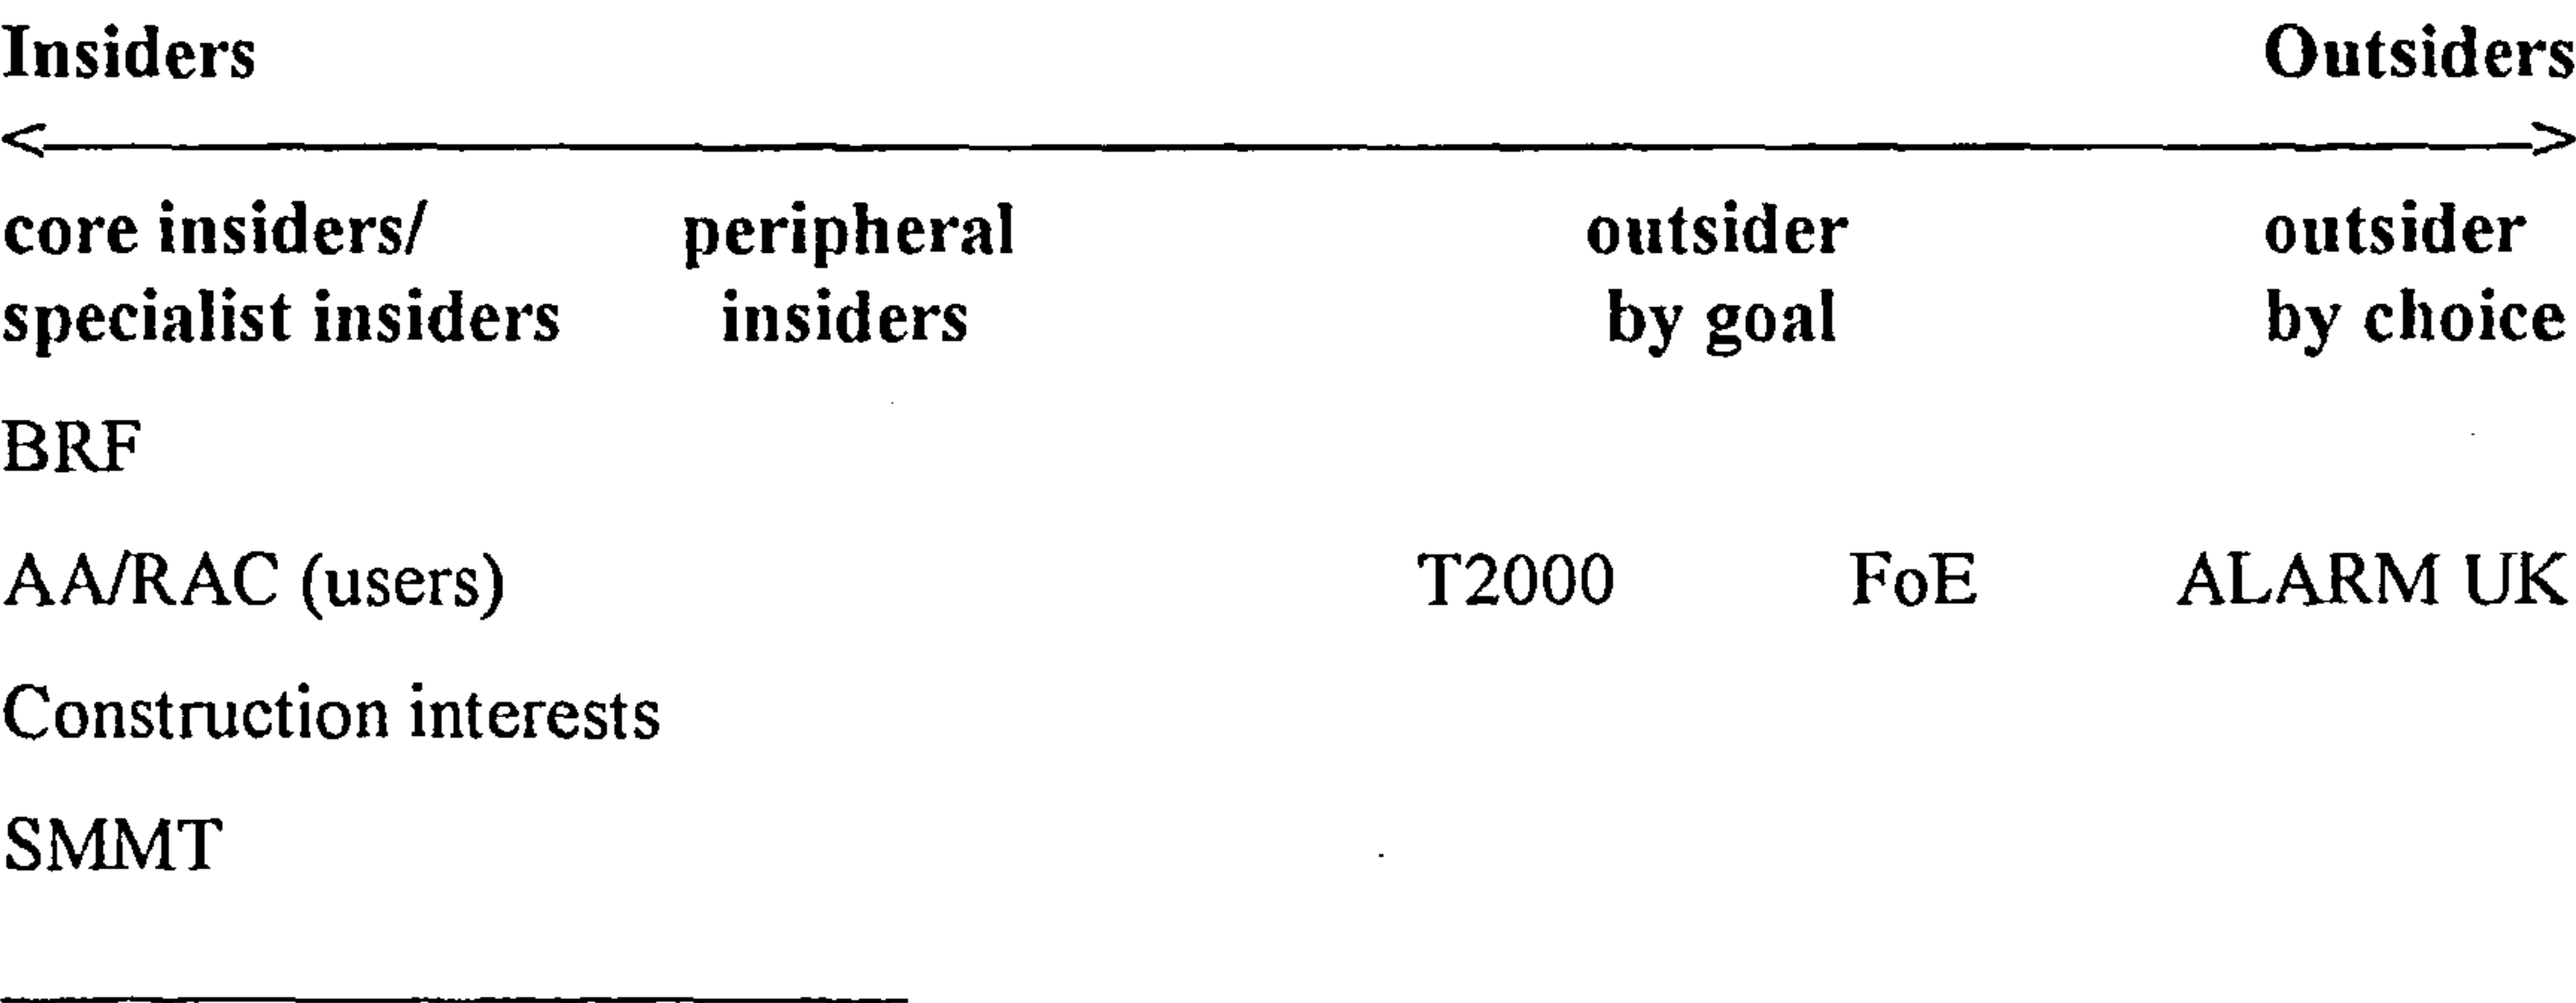 Insiders Outsiders
core insiders/ peripheral outsider outsider
specialist insiders insiders by goal by choice
BRF
AA/RAC (users) T2000 FoE ALARM UK
Construction interests
SMMT